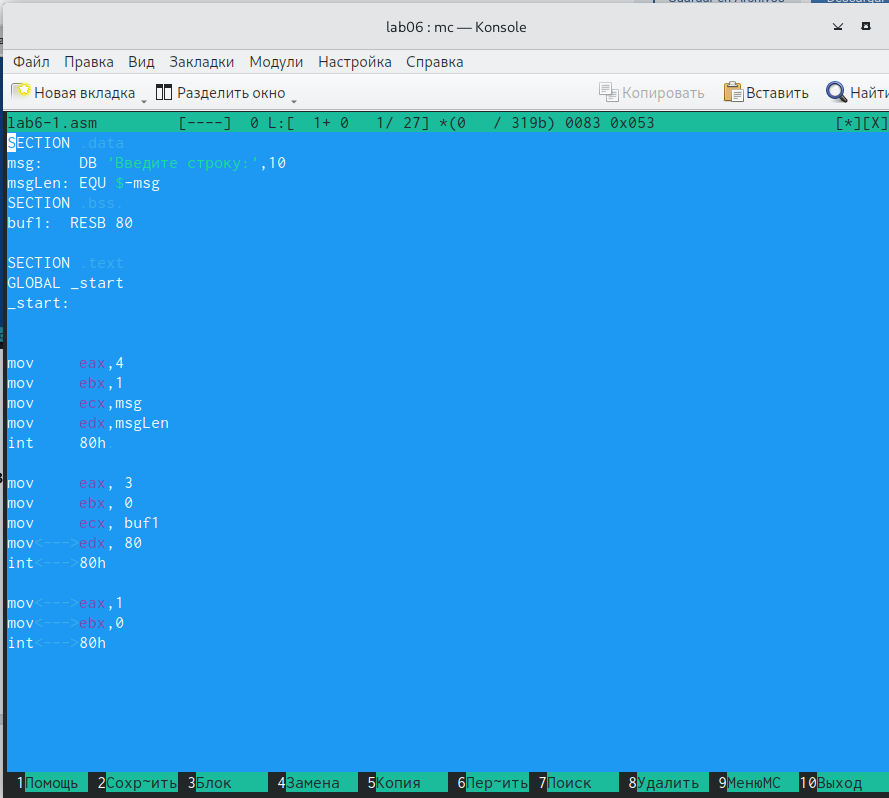 lab06 : mc — Konsole
Файл Правка Вид Закладки Модули Настройка Справка
Новая вкладка Разделить окно Копировать Вставить Найти
lab6-1.asm [----] 0 L:[ 1+ 0 1/ 27] *(0 / 319b) 0083 0x053 [*][X]
SECTION .data
msg: DB 'Введите строку:',10
msgLen: EQU $-msg
SECTION .bss.
buf1: RESB 80
SECTION .text
GLOBAL _start
_start:
mov eax,4
mov ebx,1
mov ecx,msg
mov edx,msgLen
int 80h
mov eax, 3
mov ebx, 0
mov ecx, buf1
mov<--->edx, 80
int<--->80h
mov<--->eax,1
mov<--->ebx,0
int<--->80h
1Помощь 2Сохр~ить 3Блок 4Замена 5Копия 6Пер~ить 7Поиск 8Удалить 9МенюМС 10Выход